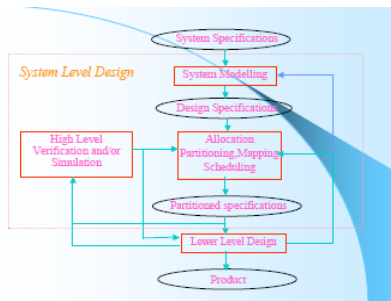 System Specifications
System Level Design
System Modelling
Design Specifications
High Level
Verification and/or
Simulation
Allocation
Partitioning,Mapping
Scheduling
Partitioned specifications
Lower Level Design
Product